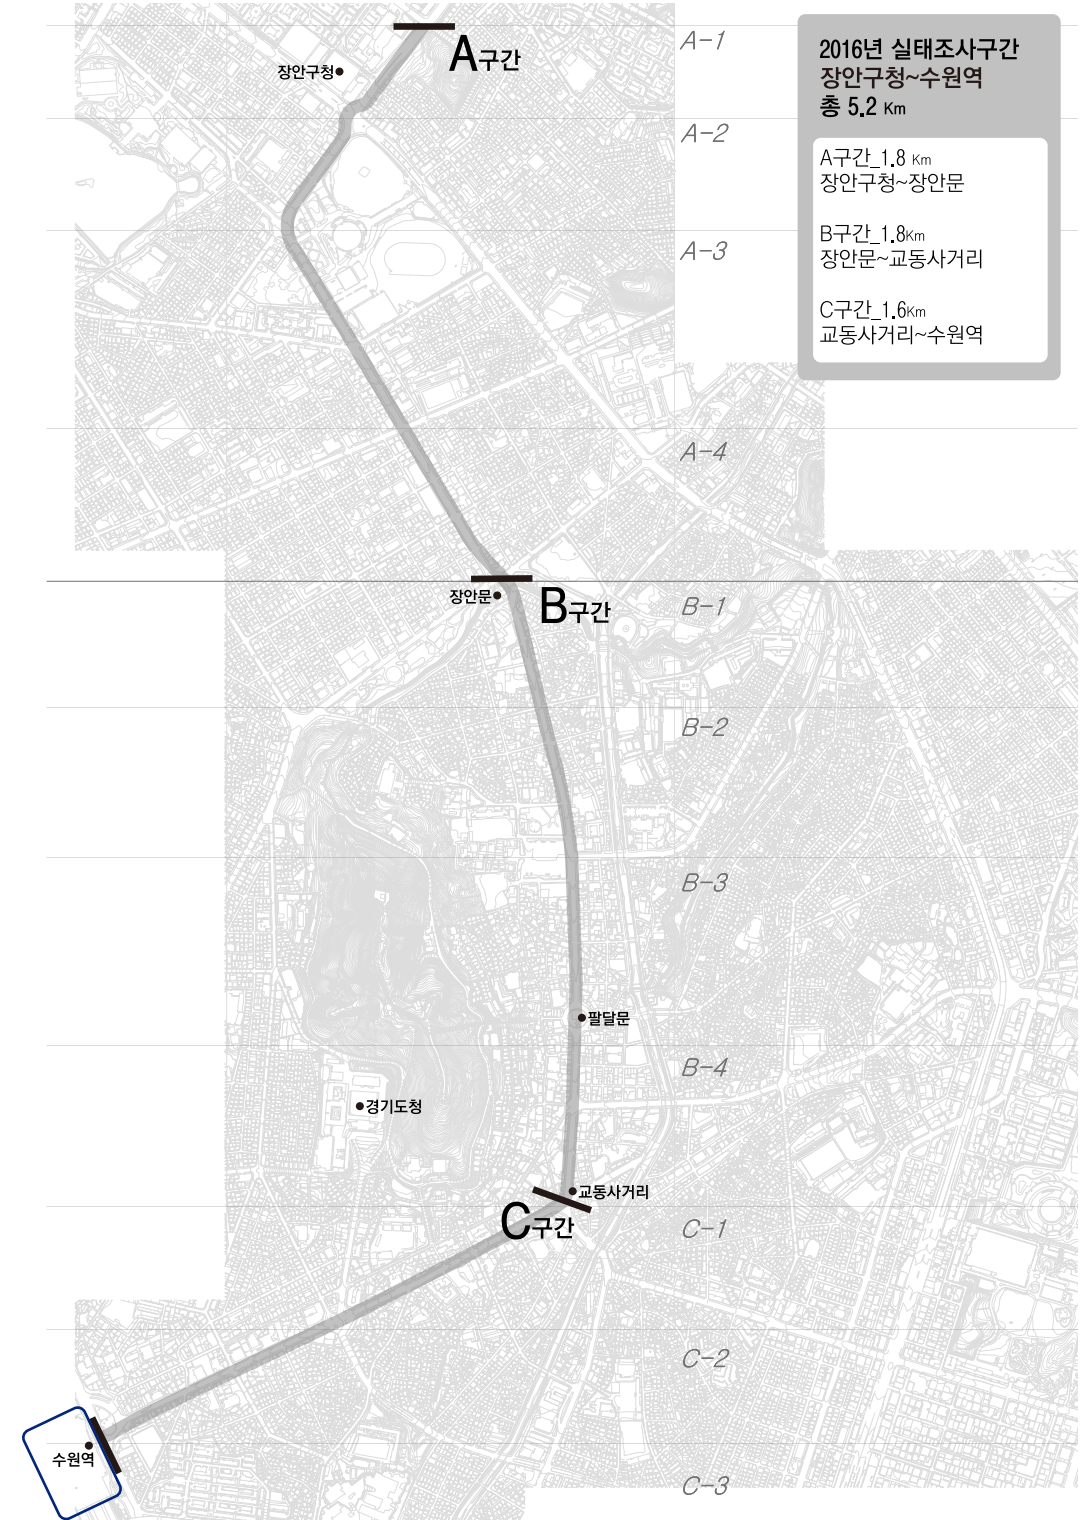 A-1
2016년 실태조사구간
장안구청~수원역
총 5.2 Km
A구간
장안구청
A-2
A구간_1.8 Km
장안구청~장안문
B구간_1.8Km
장안문~교동사거리
A-3
C구간_1.6Km
교동사거리~수원역
A-4
장안문
B구간
B-1
B-2
B-3
팔달문
B-4
경기도청
교동사거리
C구간
C-1
C-2
수원역
C-3